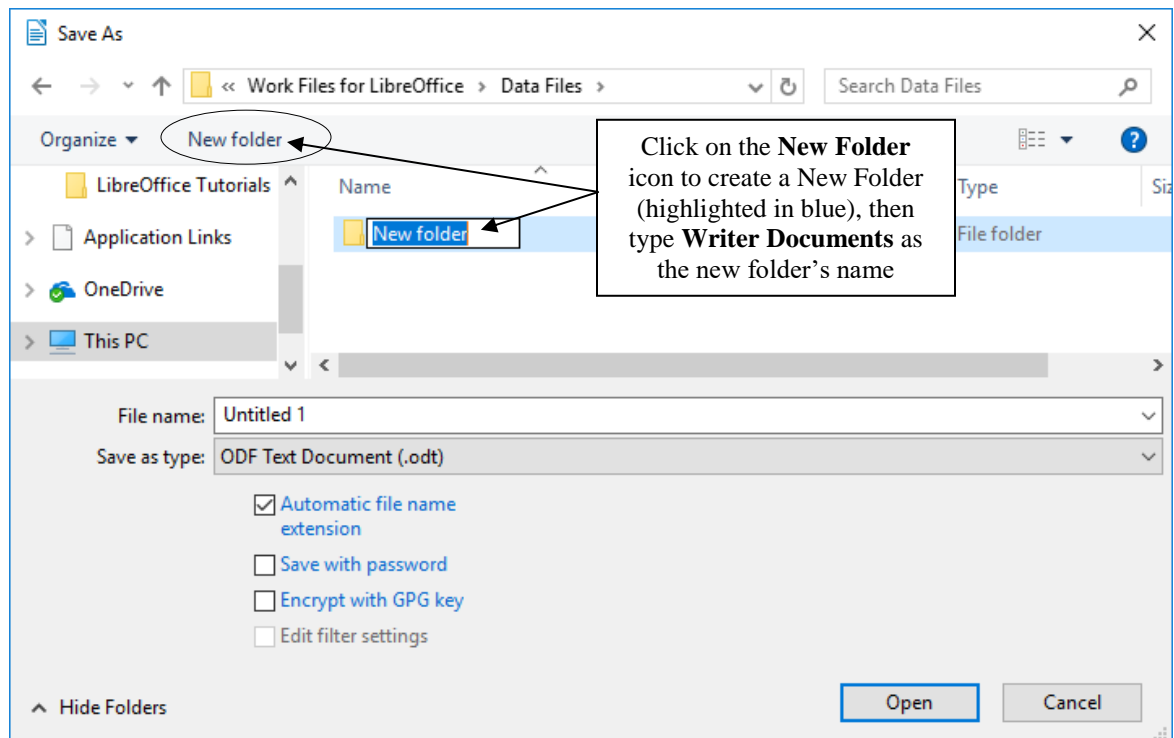 Save As
« Work Files for LibreOffice > Data Files >
Search Data Files
Organize
New folder
?
Click on the New Folder
icon to create a New Folder
(highlighted in blue), then
type Writer Documents as
the new folder's name
LibreOffice Tutorials
Name
Type
Siz
Application Links
New folder
File folder
OneDrive
This PC
File name: Untitled 1
Save as type: ODF Text Document (.odt)
Automatic file name
extension
Save with password
Encrypt with GPG key
Edit filter settings
Hide Folders
Open
Cancel